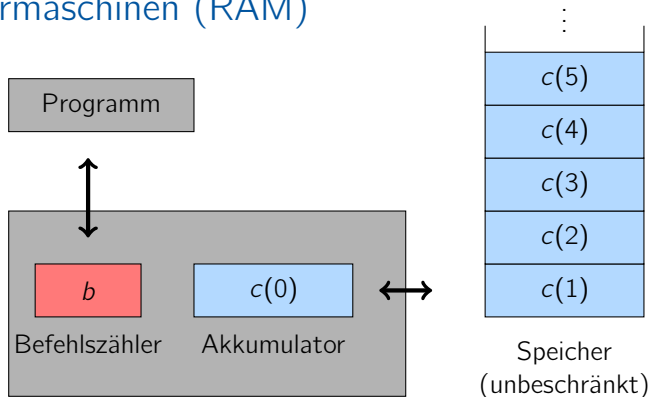 rmaschinen (RAM)
Programm
b
c(0)
Befehlszähler
Akkumulator
⋮
c(5)
c(4)
c(3)
c(2)
c(1)
Speicher
(unbeschränkt)